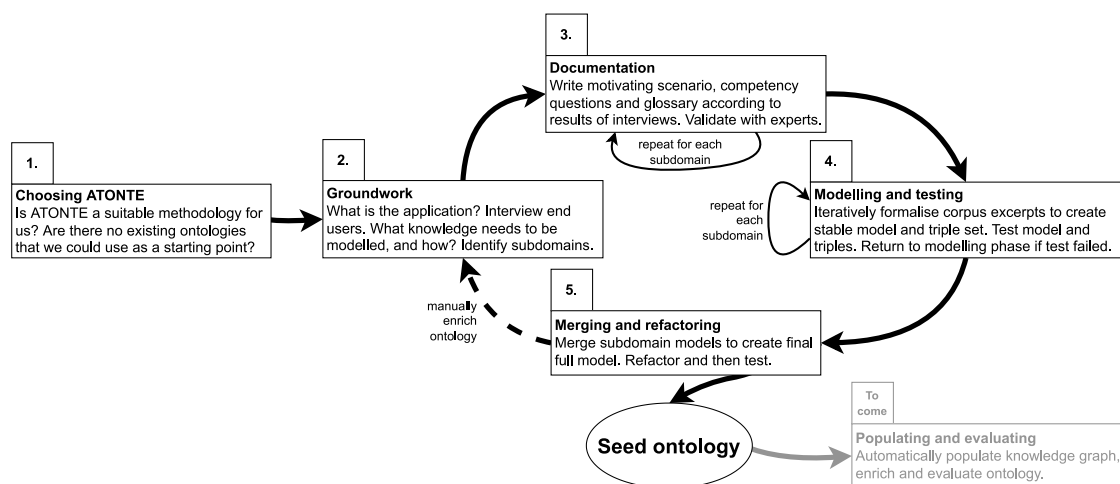 1.
Choosing ATONTE
Is ATONTE a suitable methodology for
us? Are there no existing ontologies
that we could use as a starting point?
2.
Groundwork
What is the application? Interview end
users. What knowledge needs to be
modelled, and how? Identify subdomains.
3.
Documentation
Write motivating scenario, competency
questions and glossary according to
results of interviews. Validate with experts.
repeat for each
subdomain
4.
Modelling and testing
Iteratively formalise corpus excerpts to create
stable model and triple set. Test model and
triples. Return to modelling phase if test failed.
repeat for
each
subdomain
5.
Merging and refactoring
Merge subdomain models to create final
full model. Refactor and then test.
manually
enrich
ontology
Seed ontology
To
come
Populating and evaluating
Automatically populate knowledge graph,
enrich and evaluate ontology.